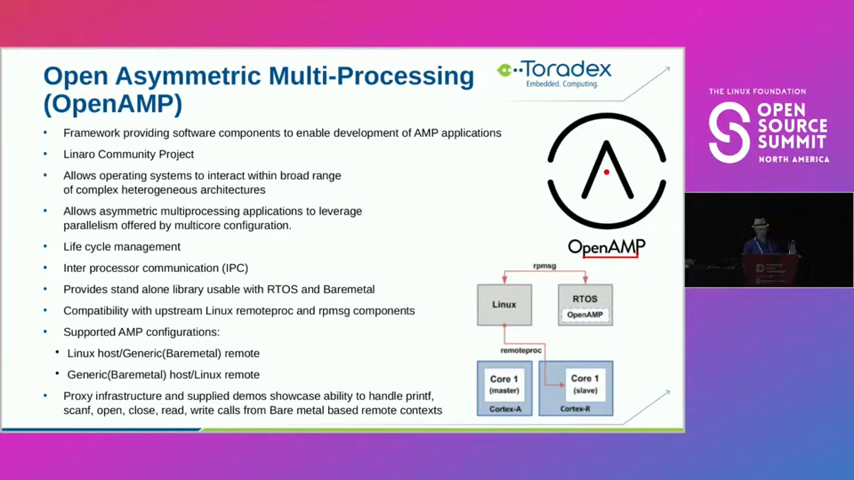 Open Asymmetric Multi-Processing
(OpenAMP)
Toradex
Embedded. Computing.
• Framework providing software components to enable development of AMP applications
• Linaro Community Project
• Allows operating systems to interact within broad range
of complex heterogeneous architectures
• Allows asymmetric multiprocessing applications to leverage
parallelism offered by multicore configuration.
• Life cycle management
• Inter processor communication (IPC)
• Provides stand alone library usable with RTOS and Baremetal
• Compatibility with upstream Linux remoteproc and rpmsg components
• Supported AMP configurations:
• Linux host/Generic(Baremetal) remote
• Generic(Baremetal) host/Linux remote
• Proxy infrastructure and supplied demos showcase ability to handle printf,
scanf, open, close, read, write calls from Bare metal based remote contexts
OpenAMP
rpmsg
Linux
RTOS
OpenAMP
remoteproc
Core 1
(master)
Cortex-A
Core 1
(slave)
Cortex-R
THE LINUX FOUNDATION
OPEN
SOURCE
SUMMIT
NORTH AMERICA